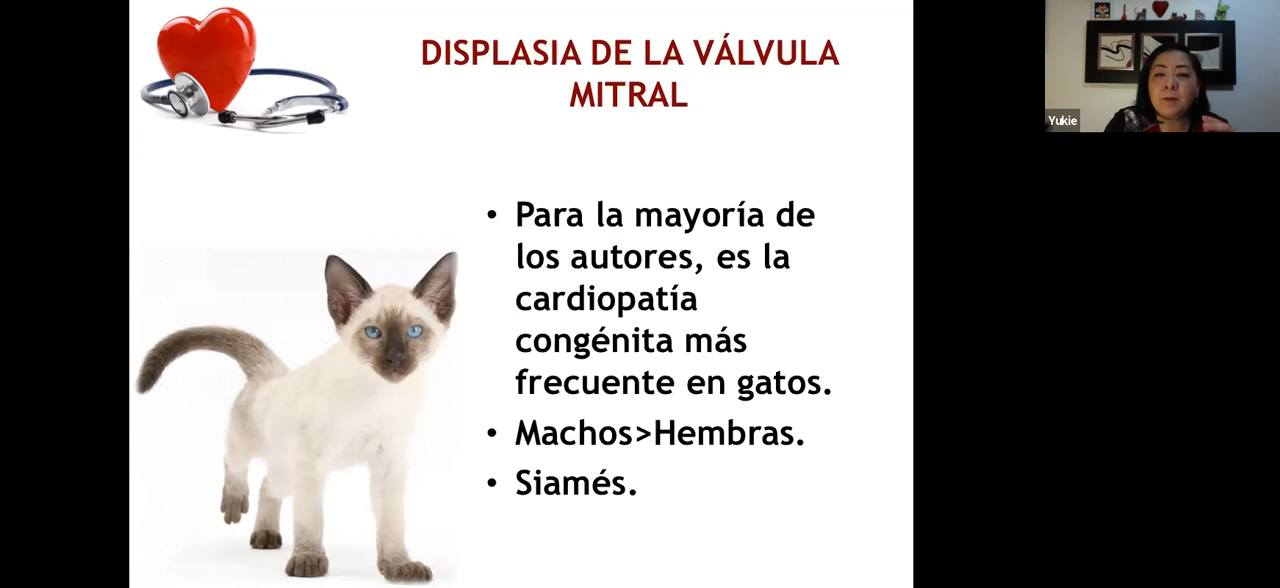 DISPLASIA DE LA VÁLVULA
MITRAL
• Para la mayoría de
los autores, es la
cardiopatía
congénita más
frecuente en gatos.
• Machos>Hembras.
• Siamés.
Yukie